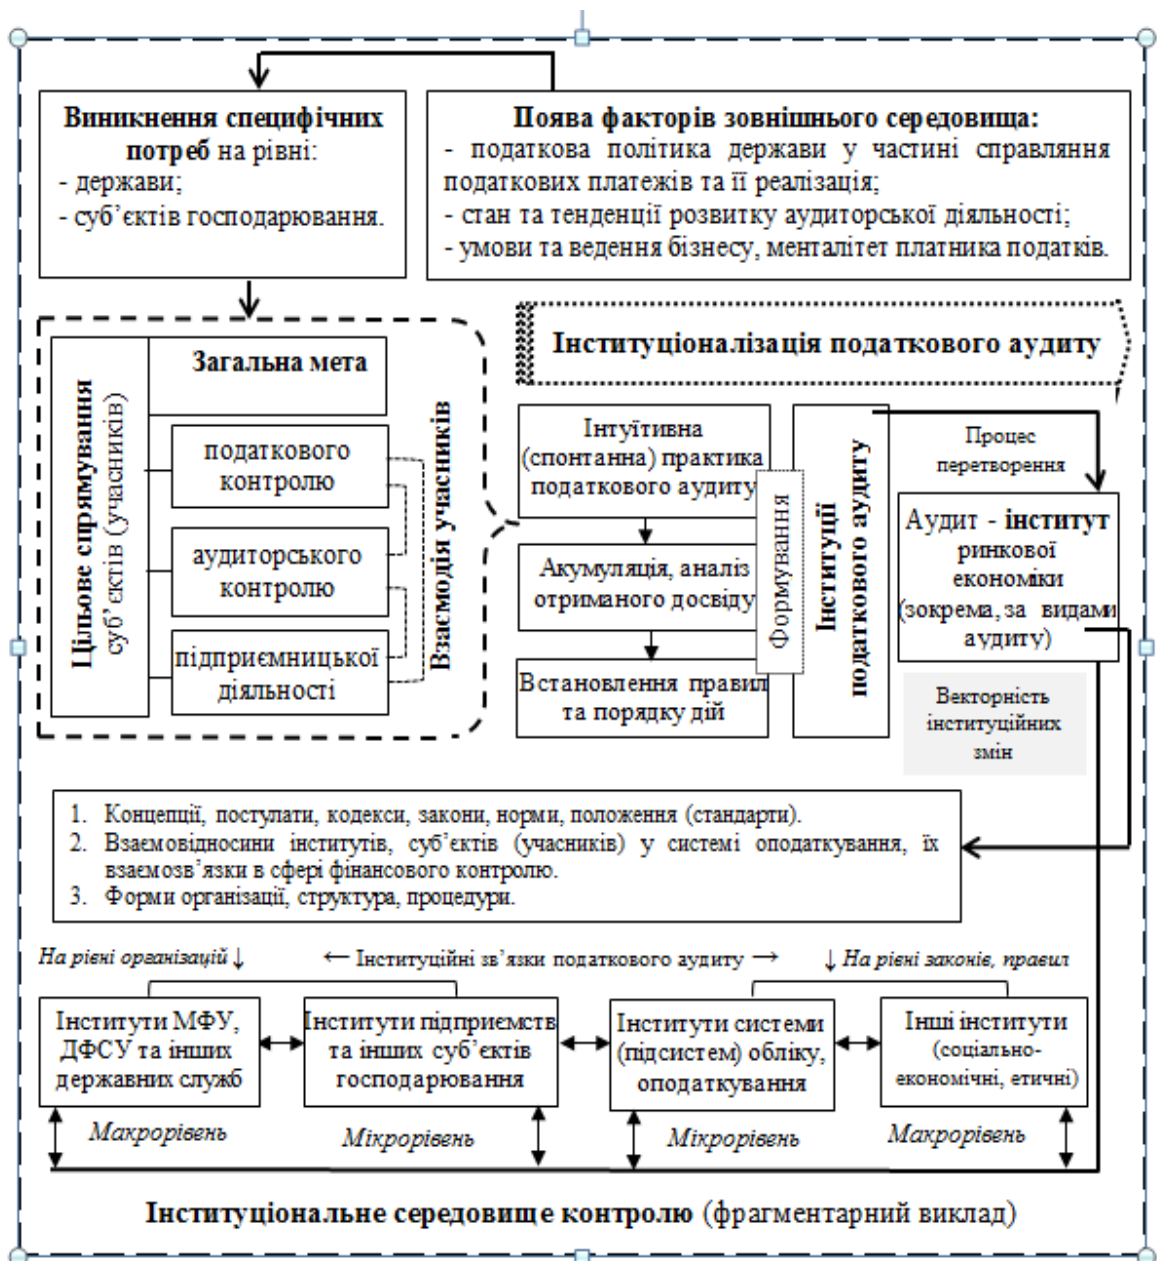 Виникнення специфічних
потреб на рівні:
- держави;
- суб’єктів господарювання.
Поява факторів зовнішнього середовища:
- податкова політика держави у частині справляння
податкових платежів та її реалізація;
- стан та тенденції розвитку аудиторської діяльності;
- умови та ведення бізнесу, менталітет платника податків.
Цільове спрямування
суб’єктів (учасників)
Загальна мета
податкового
контролю
аудиторського
контролю
підприємницької
діяльності
Взаємодія учасників
Інституціоналізація податкового аудиту
Інтуїтивна
(спонтанна) практика
податкового аудиту
Акумуляція, аналіз
отриманого досвіду
Встановлення правил
та порядку дій
Формування
Інституції
податкового аудиту
Процес
перетворення
Аудит - інститут
ринкової
економіки
(зокрема, за видами
аудиту)
Векторність
інституційних
змін
1. Концепції, постулати, кодекси, закони, норми, положення (стандарти).
2. Взаємовідносини інститутів, суб’єктів (учасників) у системі оподаткування, їх
взаємозв’язки в сфері фінансового контролю.
3. Форми організації, структура, процедури.
На рівні організацій ↓ ← Інституційні зв’язки податкового аудиту → ↓ На рівні законів, правил
Інститути МФУ,
ДФСУ та інших
державних служб
Інститути підприємств
та інших суб’єктів
господарювання
Інститути системи
(підсистем) обліку,
оподаткування
Інші інститути
(соціально-
економічні, етичні)
Макрорівень
Мікрорівень
Мікрорівень
Макрорівень
Інституціональне середовище контролю (фрагментарний виклад)